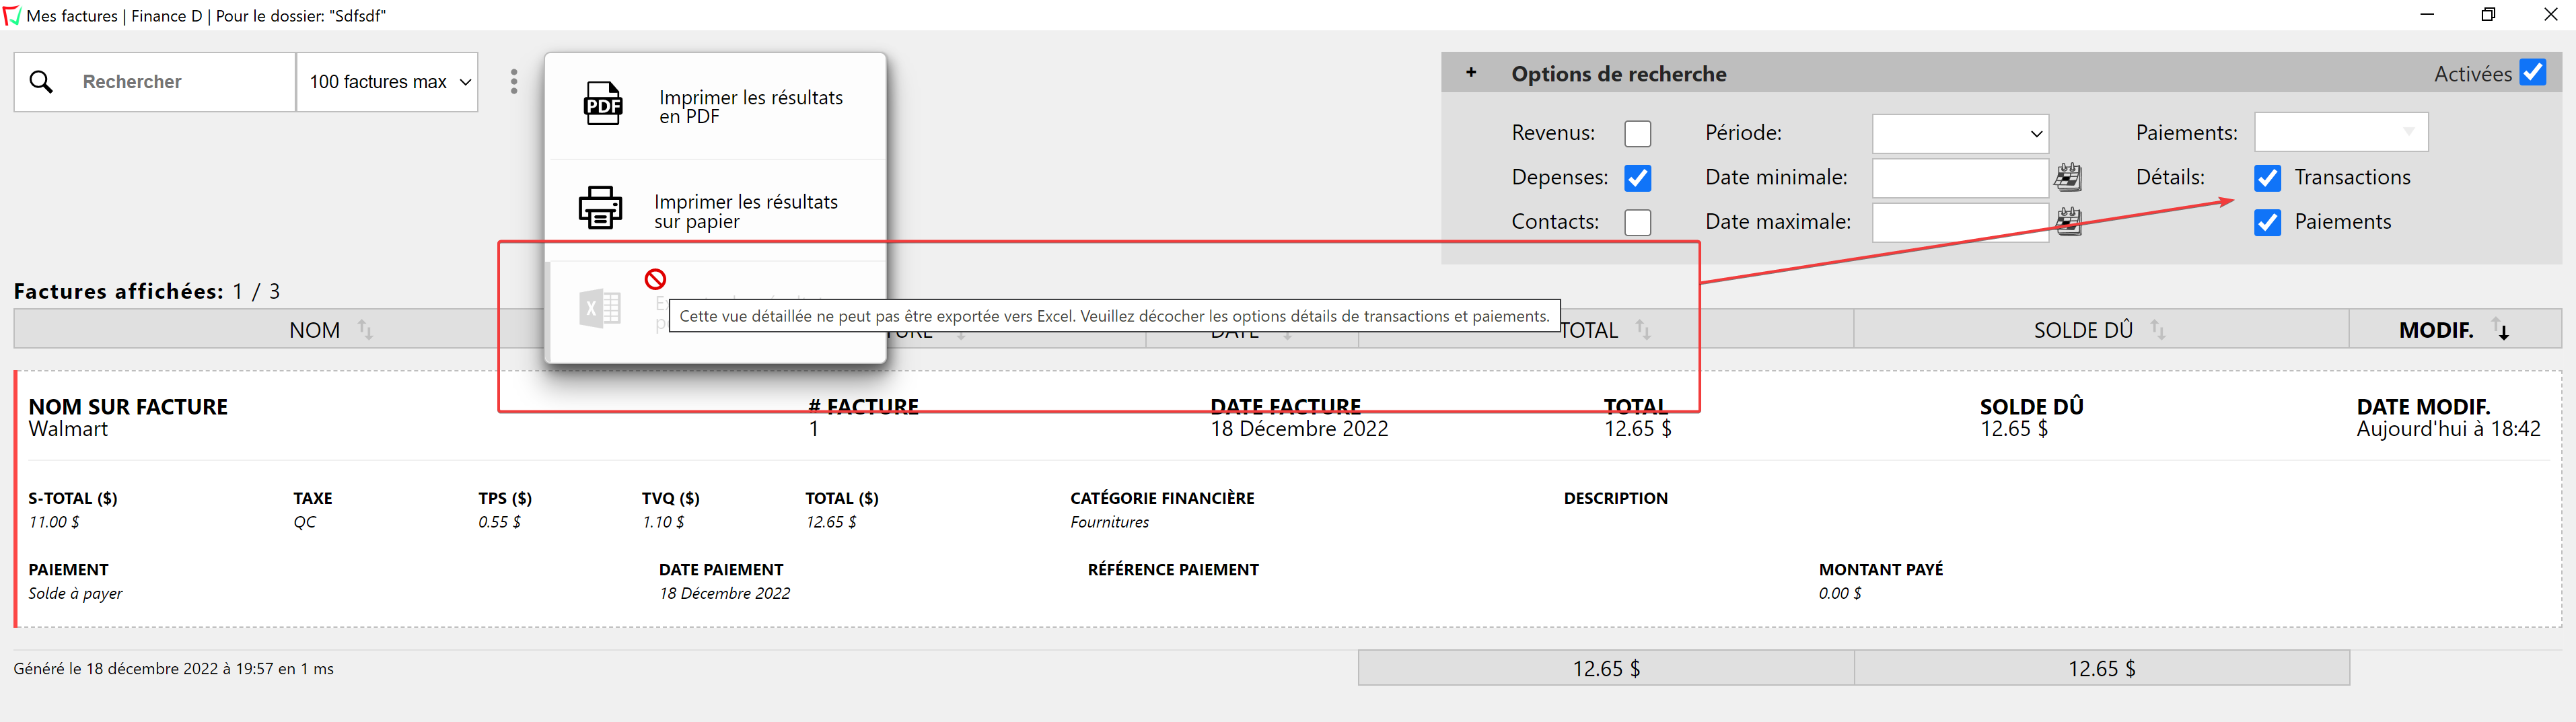 Mes factures | Finance D | Pour le dossier: "Sdfsdf"
Rechercher
100 factures max
PDF
Imprimer les résultats
en PDF
Imprimer les résultats
sur papier
X
+ Options de recherche Activées
Revenus: Période: Paiements:
Depenses: Date minimale: Détails: Transactions
Contacts: Date maximale: Paiements
Factures affichées: 1 / 3
Cette vue détaillée ne peut pas être exportée vers Excel. Veuillez décocher les options détails de transactions et paiements.
NOM DATE TOTAL SOLDE DÛ MODIF.
NOM SUR FACTURE # FACTURE DATE FACTURE TOTAL SOLDE DÛ DATE MODIF.
Walmart 1 18 Décembre 2022 12.65 $ 12.65 $ Aujourd'hui à 18:42
S-TOTAL ($) TAXE TPS ($) TVQ ($) TOTAL ($) CATÉGORIE FINANCIÈRE DESCRIPTION
11.00 $ QC 0.55 $ 1.10 $ 12.65 $ Fournitures
PAIEMENT DATE PAIEMENT RÉFÉRENCE PAIEMENT MONTANT PAYÉ
Solde à payer 18 Décembre 2022 0.00 $
Généré le 18 décembre 2022 à 19:57 en 1 ms 12.65 $ 12.65 $